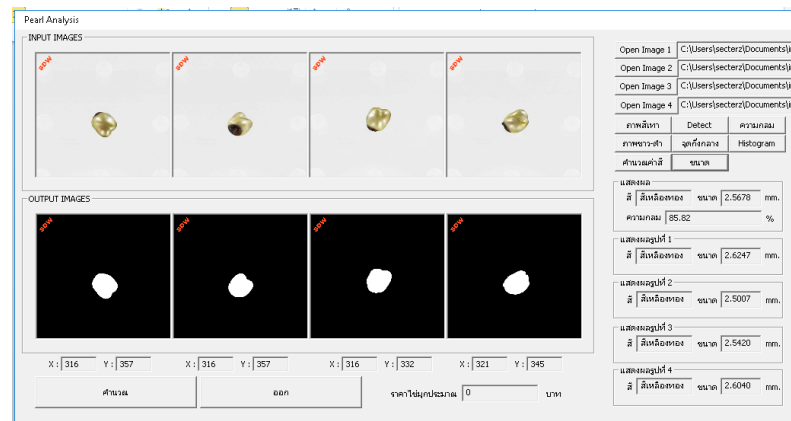 Pearl Analysis
INPUT IMAGES
SDW SDW SDW SDW
OUTPUT IMAGES
SDW SDW SDW SDW
X : 316 Y : 357 X : 316 Y : 357 X : 316 Y : 332 X : 321 Y : 345
คำนวณ ออก ราคาไข่มุกประมาณ 0 บาท
Open Image 1 C:\Users\secterz\Documents\i
Open Image 2 C:\Users\secterz\Documents\i
Open Image 3 C:\Users\secterz\Documents\i
Open Image 4 C:\Users\secterz\Documents\i
ภาพสีเทา Detect ความกลม
ภาพขาว-ดำ จุดกึ่งกลาง Histogram
คำนวณค่าสี ขนาด
แสดงผล
สี สีเหลืองทอง ขนาด 2.5678 mm.
ความกลม 85.82 %
แสดงผลรูปที่ 1
สี สีเหลืองทอง ขนาด 2.6247 mm.
แสดงผลรูปที่ 2
สี สีเหลืองทอง ขนาด 2.5007 mm.
แสดงผลรูปที่ 3
สี สีเหลืองทอง ขนาด 2.5420 mm.
แสดงผลรูปที่ 4
สี สีเหลืองทอง ขนาด 2.6040 mm.